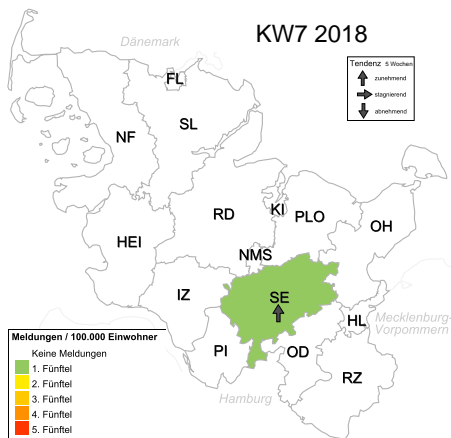 KW7 2018
Dänemark
Tendenz 5 Wochen
zunehmend
stagnierend
abnehmend
FL
SL
NF
RD
KI
PLO
OH
HEI
NMS
IZ
SE
HL
Mecklenburg-
Vorpommern
PI
OD
RZ
Hamburg
Meldungen / 100.000 Einwohner
Keine Meldungen
1. Fünftel
2. Fünftel
3. Fünftel
4. Fünftel
5. Fünftel